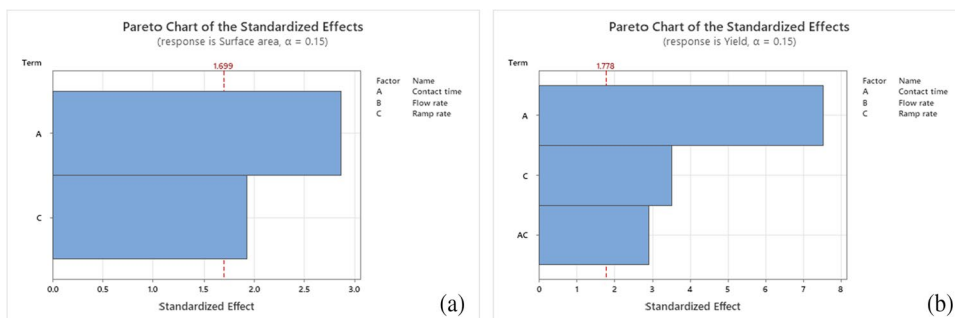 Pareto Chart of the Standardized Effects
(response is Surface area, α = 0.15)
Term
1.699
Factor Name
A Contact time
B Flow rate
C Ramp rate
A
C
0.0 0.5 1.0 1.5 2.0 2.5 3.0
Standardized Effect
(a)
Pareto Chart of the Standardized Effects
(response is Yield, α = 0.15)
Term
1.778
Factor Name
A Contact time
B Flow rate
C Ramp rate
A
C
AC
0 1 2 3 4 5 6 7 8
Standardized Effect
(b)